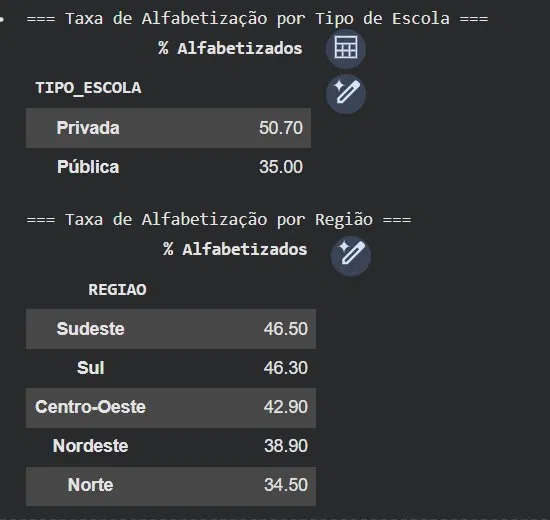 === Taxa de Alfabetização por Tipo de Escola ===
% Alfabetizados
TIPO_ESCOLA
Privada 50.70
Pública 35.00
=== Taxa de Alfabetização por Região ===
% Alfabetizados
REGIAO
Sudeste 46.50
Sul 46.30
Centro-Oeste 42.90
Nordeste 38.90
Norte 34.50